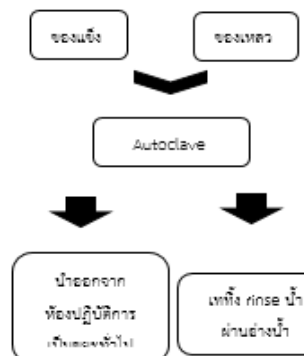 ของแข็ง
ของเหลว
Autoclave
นำออกจาก
ห้องปฏิบัติการ
เททิ้ง rinse น้ำ
ผ่านอ่างน้ำ